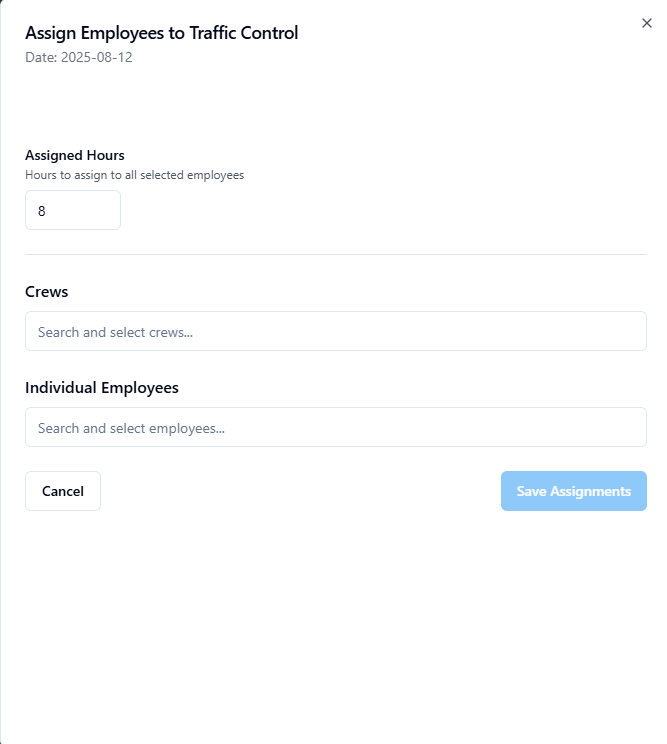 Assign Employees to Traffic Control
Date: 2025-08-12
Assigned Hours
Hours to assign to all selected employees
8
Crews
Search and select crews...
Individual Employees
Search and select employees...
Cancel
Save Assignments